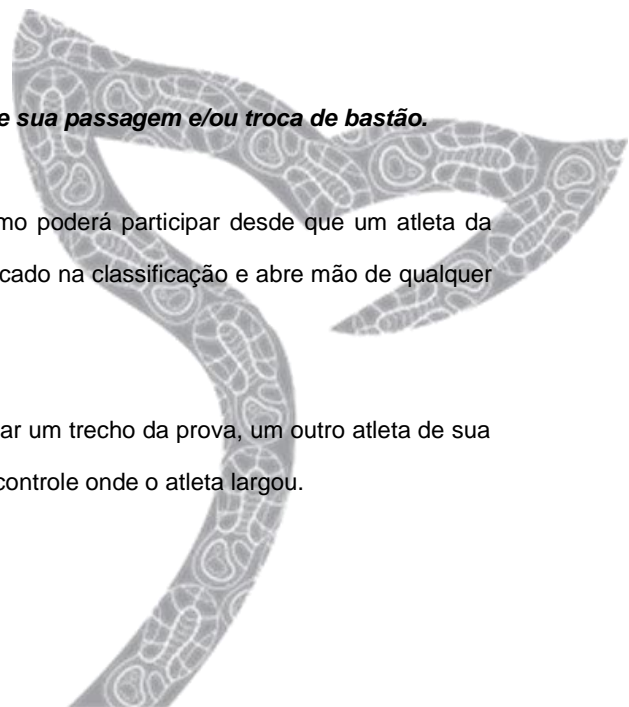 e sua passagem e/ou troca de bastão.
mo poderá participar desde que um atleta da
cado na classificação e abre mão de qualquer
ar um trecho da prova, um outro atleta de sua
controle onde o atleta largou.